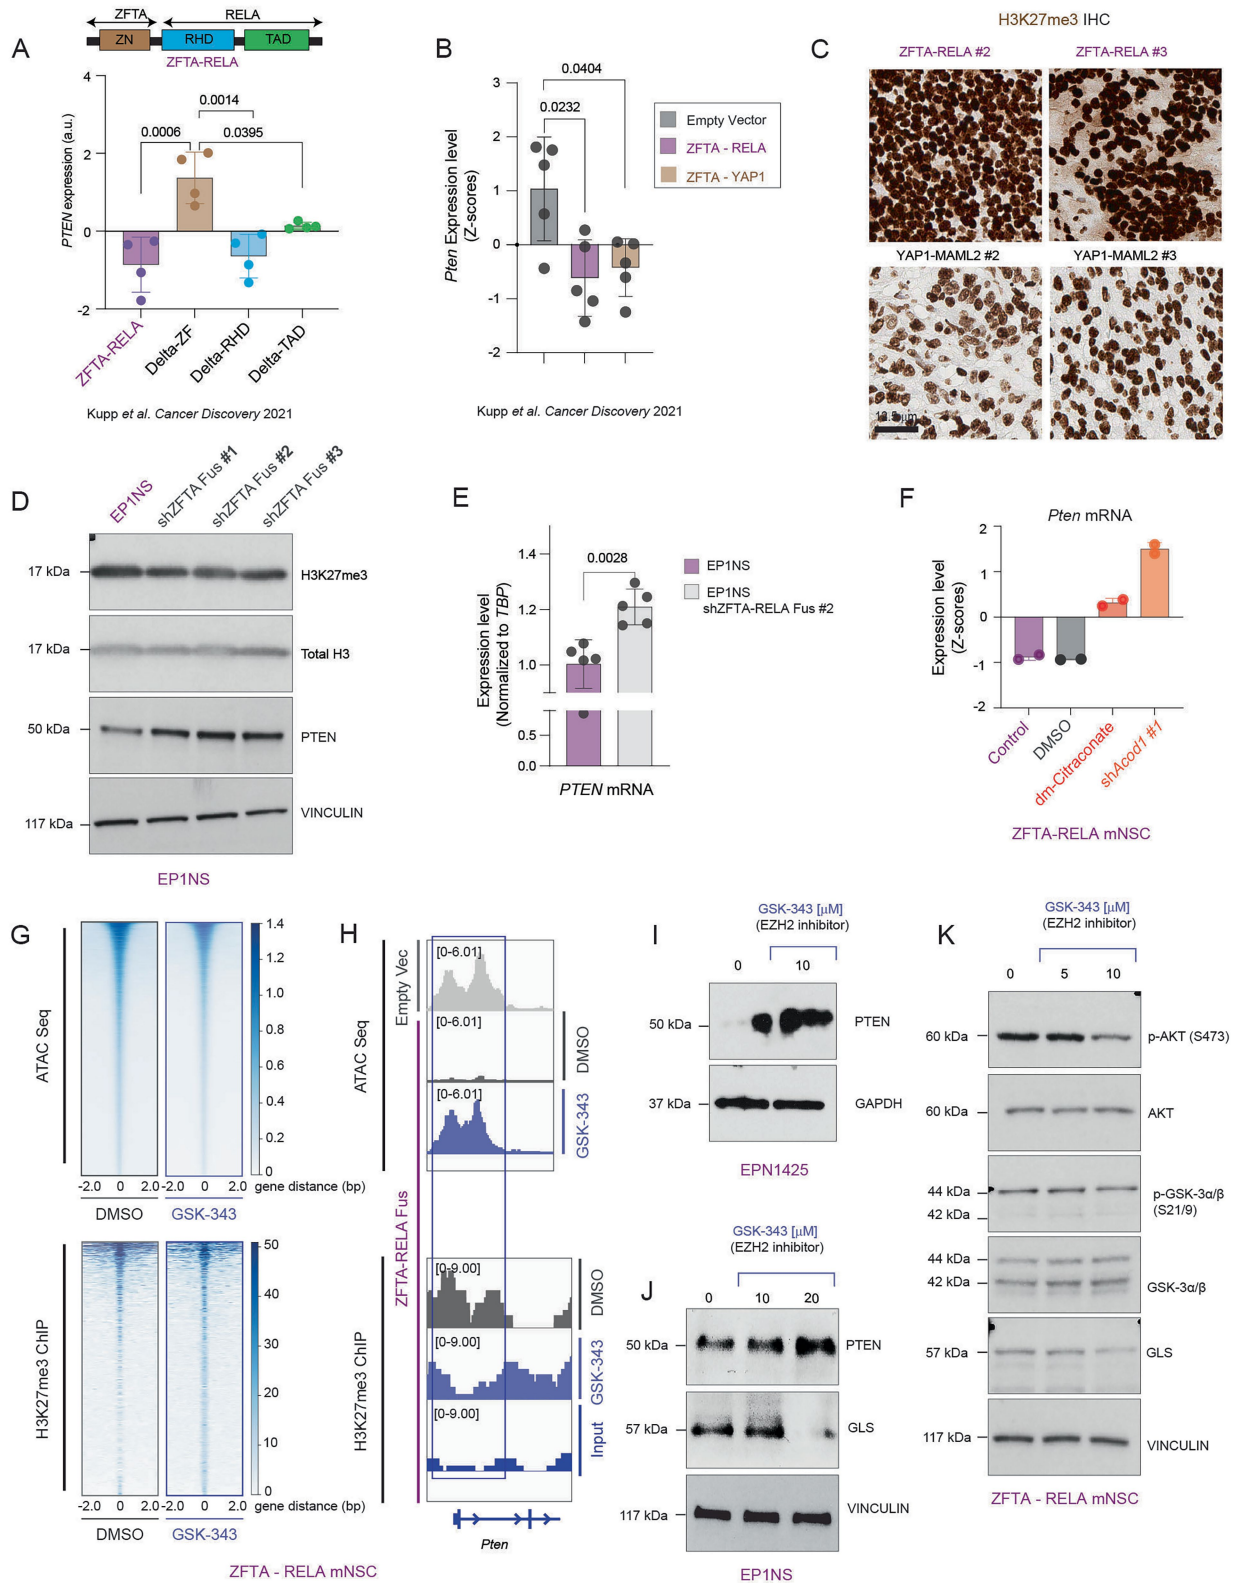 A
ZFTA
RELA
ZN
RHD
TAD
ZFTA-RELA
PTEN expression (a.u.)
4
2
0
-2
0.0014
0.0006
0.0395
ZFTA-RELA
Delta-ZF
Delta-RHD
Delta-TAD
Kupp et al. Cancer Discovery 2021
B
Pten Expression level
(Z-scores)
3
2
1
0
-1
-2
0.0404
0.0232
Empty Vector
ZFTA - RELA
ZFTA - YAP1
Kupp et al. Cancer Discovery 2021
H3K27me3 IHC
C
ZFTA-RELA #2
ZFTA-RELA #3
YAP1-MAML2 #2
YAP1-MAML2 #3
12.5 µm
D
EP1NS
shZFTA Fus #1
shZFTA Fus #2
shZFTA Fus #3
17 kDa
H3K27me3
17 kDa
Total H3
50 kDa
PTEN
117 kDa
VINCULIN
EP1NS
E
Expression level
(Normalized to TBP)
1.4
1.2
1.0
0.5
0.0
0.0028
PTEN mRNA
EP1NS
EP1NS
shZFTA-RELA Fus #2
F
Pten mRNA
Expression level
(Z-scores)
2
1
0
-1
-2
Control
DMSO
dm-Citraconate
shAcod1 #1
ZFTA-RELA mNSC
G
ATAC Seq
1.4
1.2
1.0
0.8
0.6
0.4
0.2
0
-2.0 0 2.0
-2.0 0 2.0
gene distance (bp)
DMSO
GSK-343
H3K27me3 ChIP
50
40
30
20
10
0
-2.0 0 2.0
-2.0 0 2.0
gene distance (bp)
DMSO
GSK-343
ZFTA - RELA mNSC
H
ATAC Seq
Empty Vec
[0-6.01]
[0-6.01]
DMSO
[0-6.01]
GSK-343
ZFTA-RELA Fus
H3K27me3 ChIP
[0-9.00]
DMSO
[0-9.00]
GSK-343
[0-9.00]
Input
Pten
I
GSK-343 [µM]
(EZH2 inhibitor)
0 10
50 kDa
PTEN
37 kDa
GAPDH
EPN1425
J
GSK-343 [µM]
(EZH2 inhibitor)
0 10 20
50 kDa
PTEN
57 kDa
GLS
117 kDa
VINCULIN
EP1NS
K
GSK-343 [µM]
(EZH2 inhibitor)
0 5 10
60 kDa
p-AKT (S473)
60 kDa
AKT
44 kDa
42 kDa
p-GSK-3α/β
(S21/9)
44 kDa
42 kDa
GSK-3α/β
57 kDa
GLS
117 kDa
VINCULIN
ZFTA - RELA mNSC